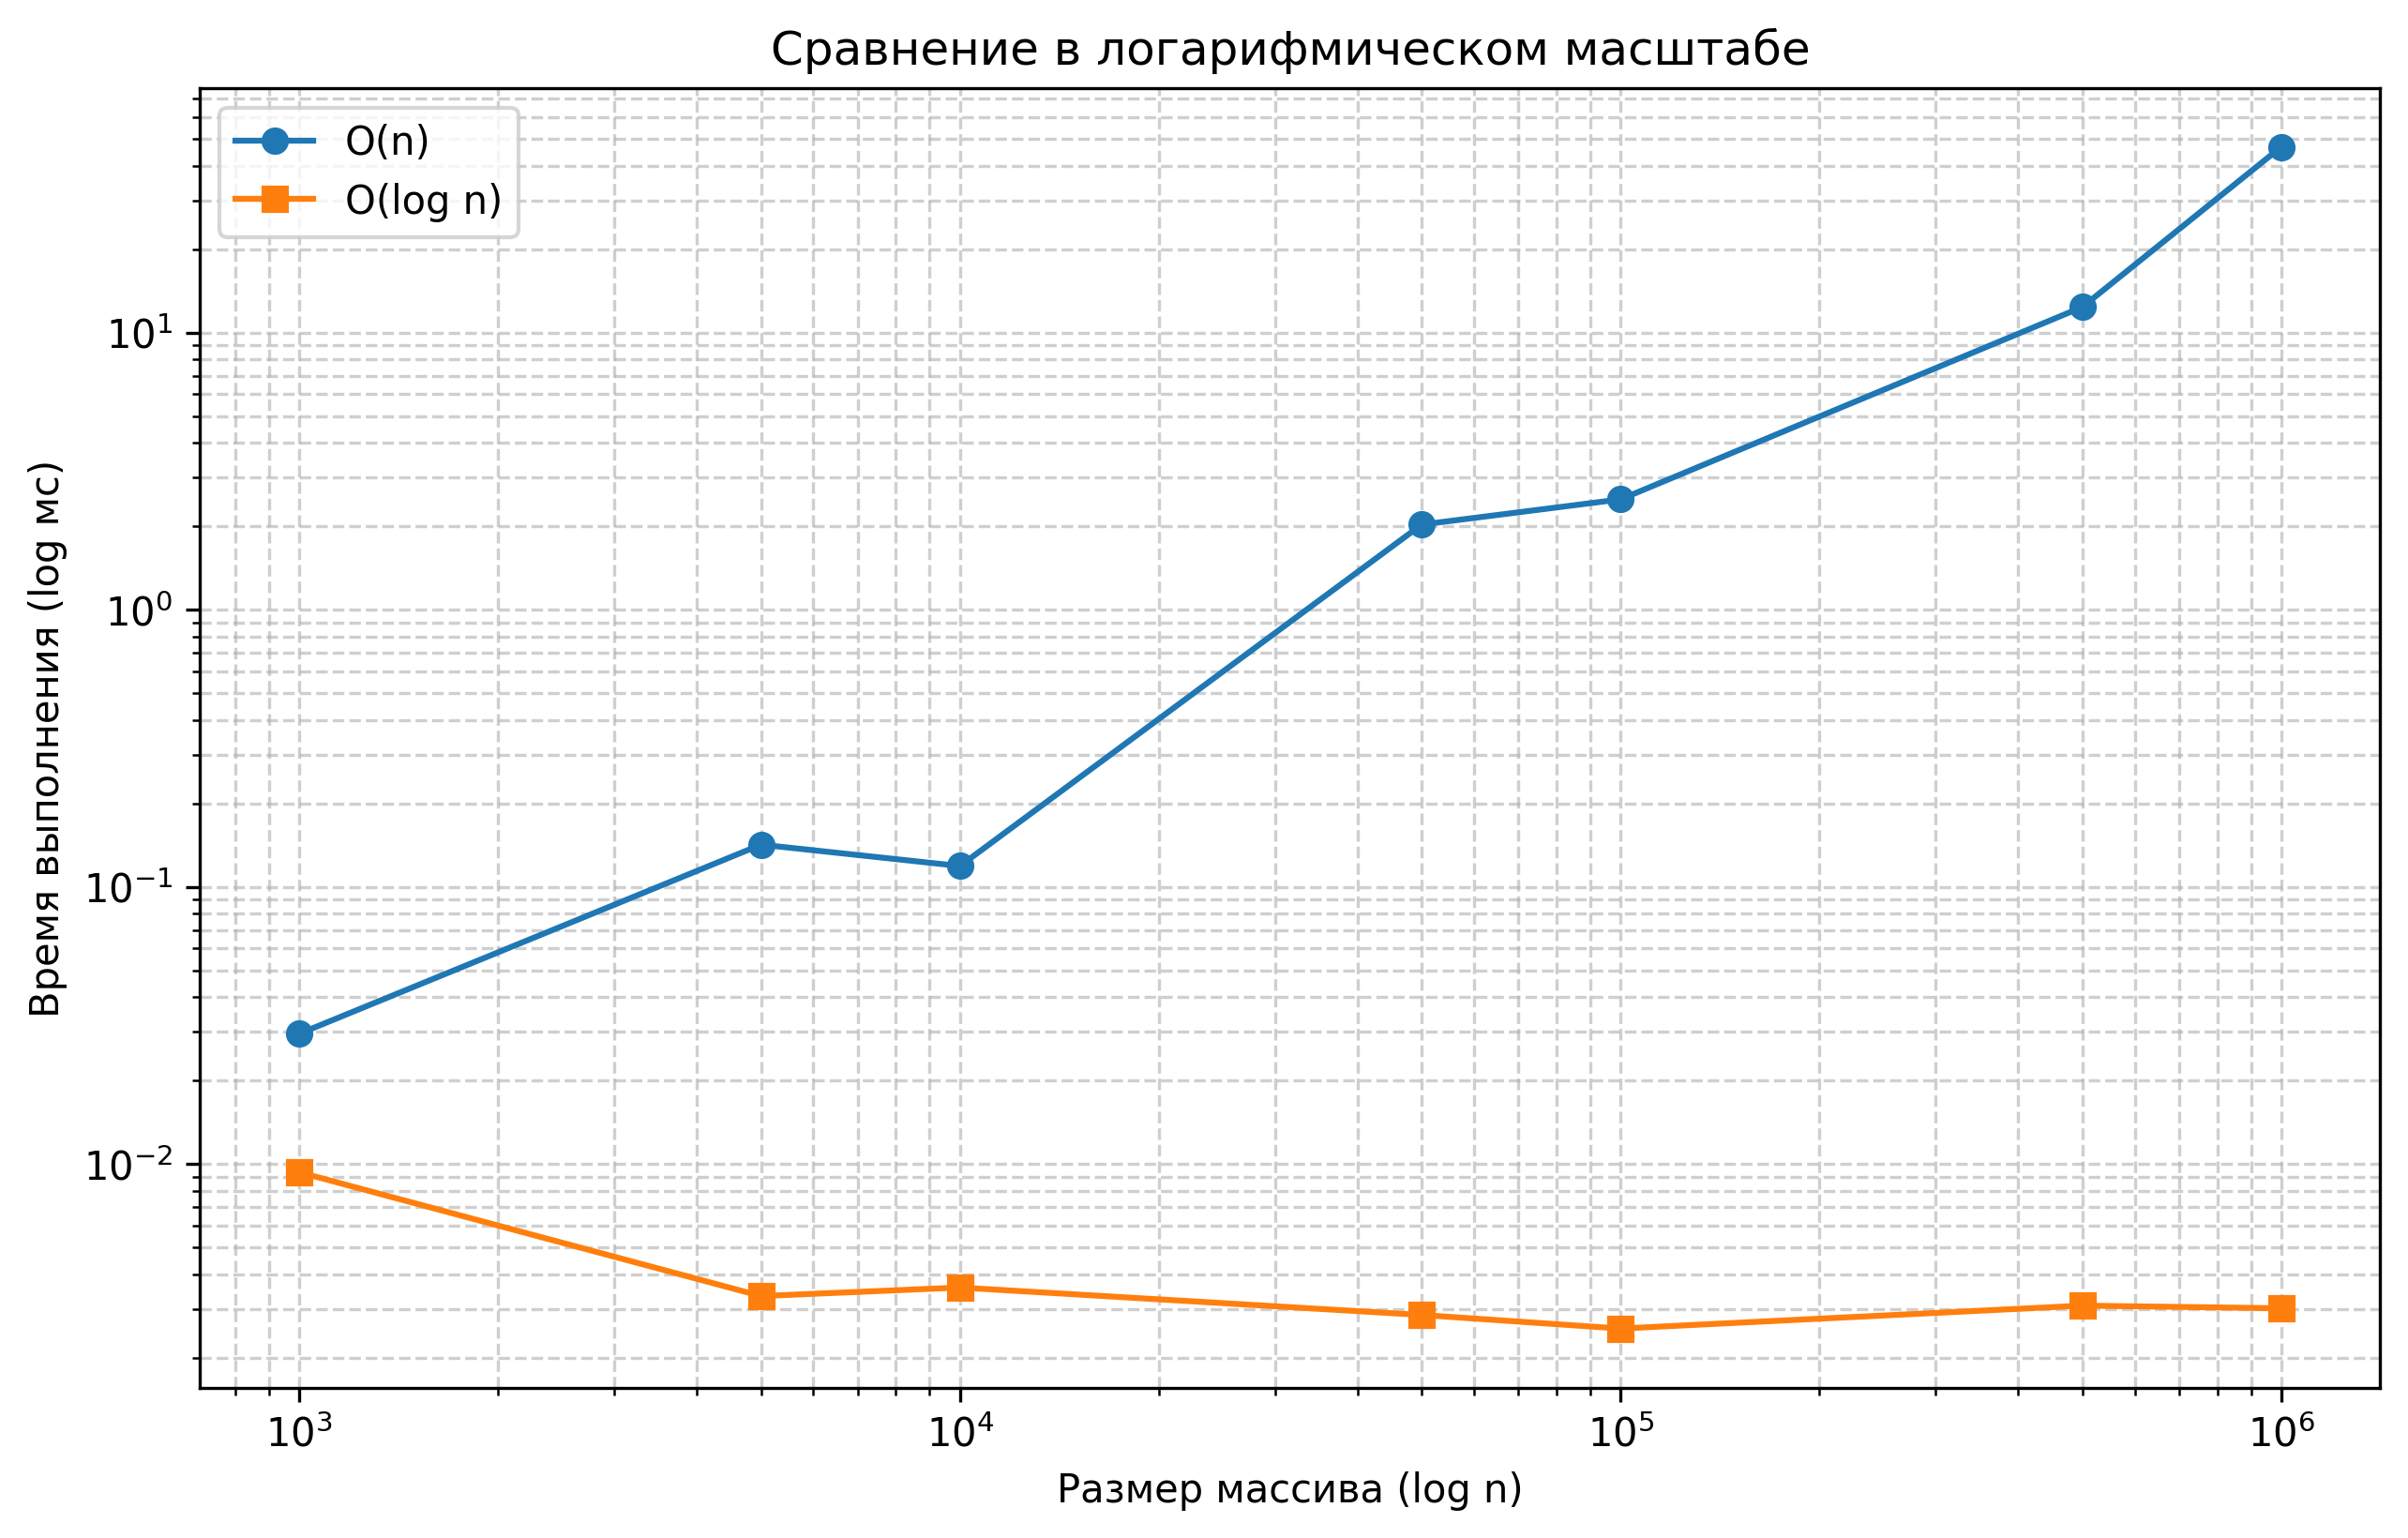 Сравнение в логарифмическом масштабе
O(n)
O(log n)
Время выполнения (log мс)
10¹
10⁰
10⁻¹
10⁻²
10³ 10⁴ 10⁵ 10⁶
Размер массива (log n)